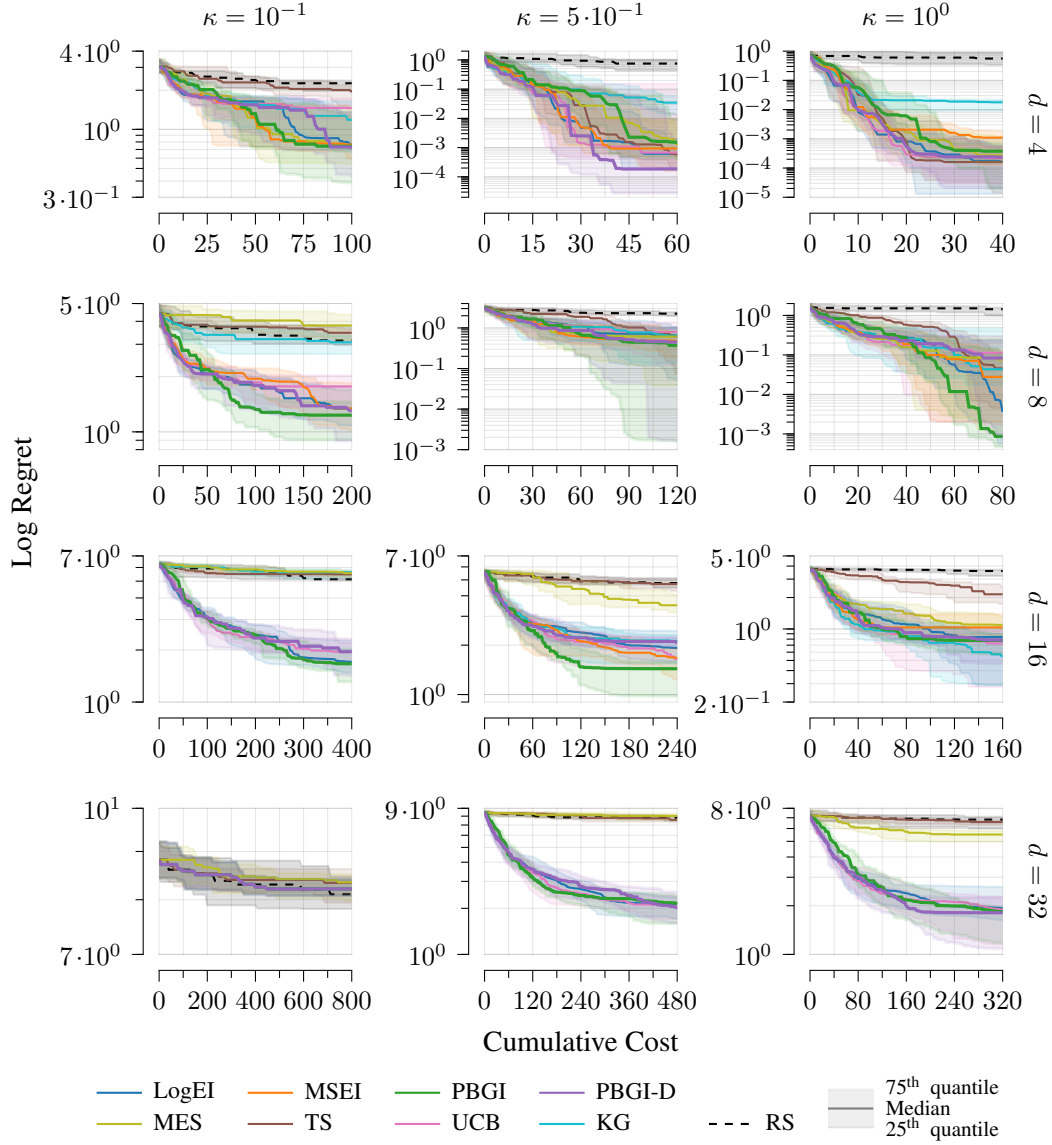 κ = 10⁻¹ κ = 5·10⁻¹ κ = 10⁰
4·10⁰
10⁰
3·10⁻¹
0 25 50 75 100
10⁰
10⁻¹
10⁻²
10⁻³
10⁻⁴
0 15 30 45 60
10⁰
10⁻¹
10⁻²
10⁻³
10⁻⁴
10⁻⁵
0 10 20 30 40
d = 4
5·10⁰
10⁰
0 50 100 150 200
10⁰
10⁻¹
10⁻²
10⁻³
0 30 60 90 120
10⁰
10⁻¹
10⁻²
10⁻³
0 20 40 60 80
d = 8
Log Regret
7·10⁰
10⁰
0 100 200 300 400
7·10⁰
10⁰
0 60 120 180 240
5·10⁰
10⁰
2·10⁻¹
0 40 80 120 160
d = 16
10¹
7·10⁰
0 200 400 600 800
9·10⁰
10⁰
0 120 240 360 480
8·10⁰
10⁰
0 80 160 240 320
d = 32
Cumulative Cost
LogEI MSEI PBGI PBGI-D
MES TS UCB KG RS
75ᵗʰ quantile
Median
25ᵗʰ quantile